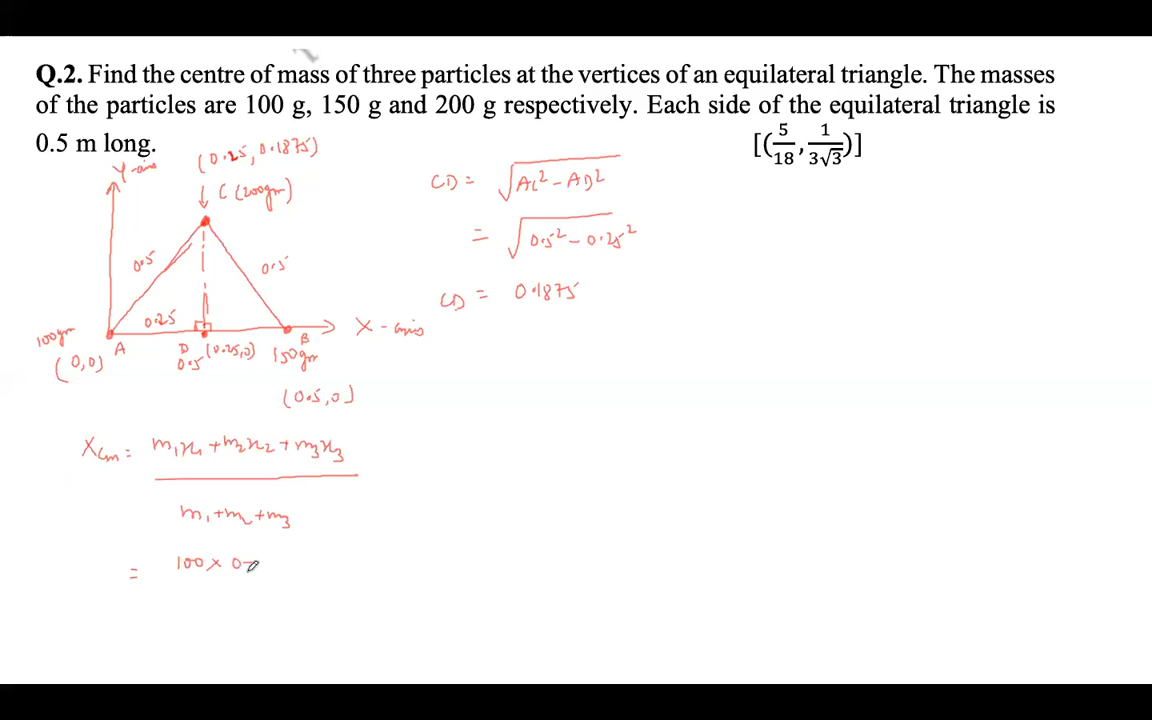 Q.2. Find the centre of mass of three particles at the vertices of an equilateral triangle. The masses
of the particles are 100 g, 150 g and 200 g respectively. Each side of the equilateral triangle is
0.5 m long. [(5/18, 1/3√3)]
Y-axis
(0.25, 0.1875)
C (200gm)
0.5
0.5
0.25
X-axis
100gm
(0,0)
A
D
(0.25,0)
0.5
B
150gm
(0.5,0)
CD = √AC² - AD²
= √0.5² - 0.25²
CD = 0.1875
Xcm = m₁x₁ + m₂x₂ + m₃x₃
m₁+m₂+m₃
= 100 × 0